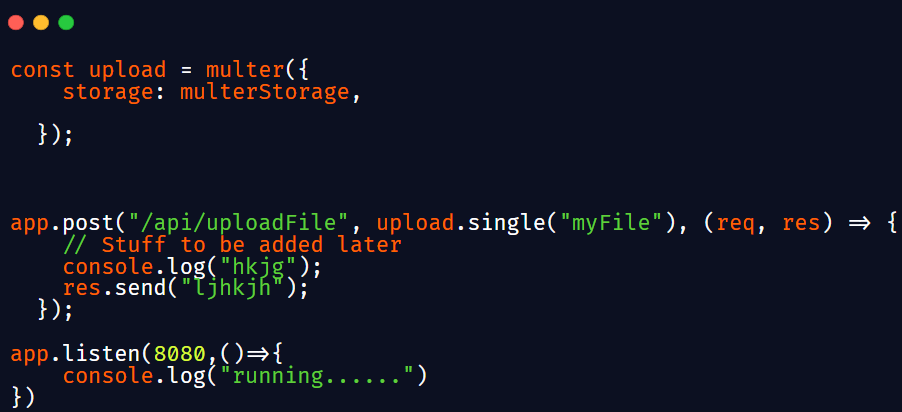 const upload = multer({
    storage: multerStorage,
  });
app.post("/api/uploadFile", upload.single("myFile"), (req, res) => {
    // Stuff to be added later
    console.log("hkjg");
    res.send("ljhkjh");
  });
app.listen(8080,()=>{
    console.log("running......")
})